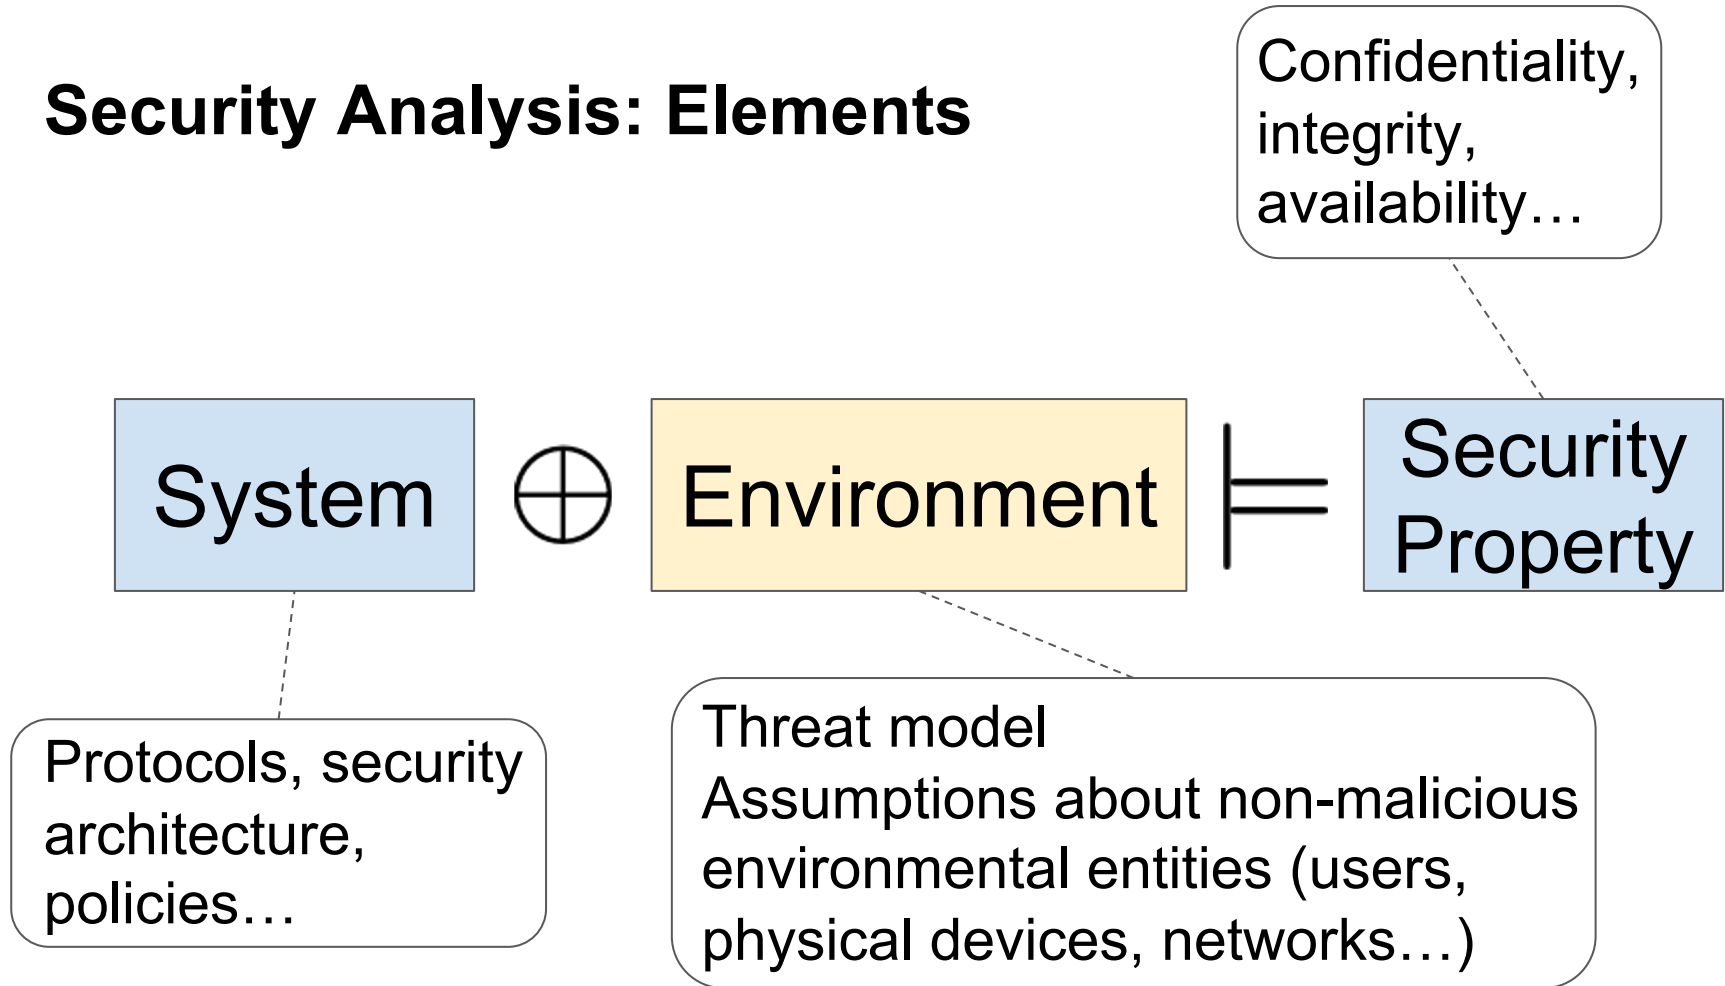 Security Analysis: Elements
Confidentiality,
integrity,
availability…
System
⊕
Environment
⊨
Security
Property
Protocols, security
architecture,
policies…
Threat model
Assumptions about non-malicious
environmental entities (users,
physical devices, networks…)